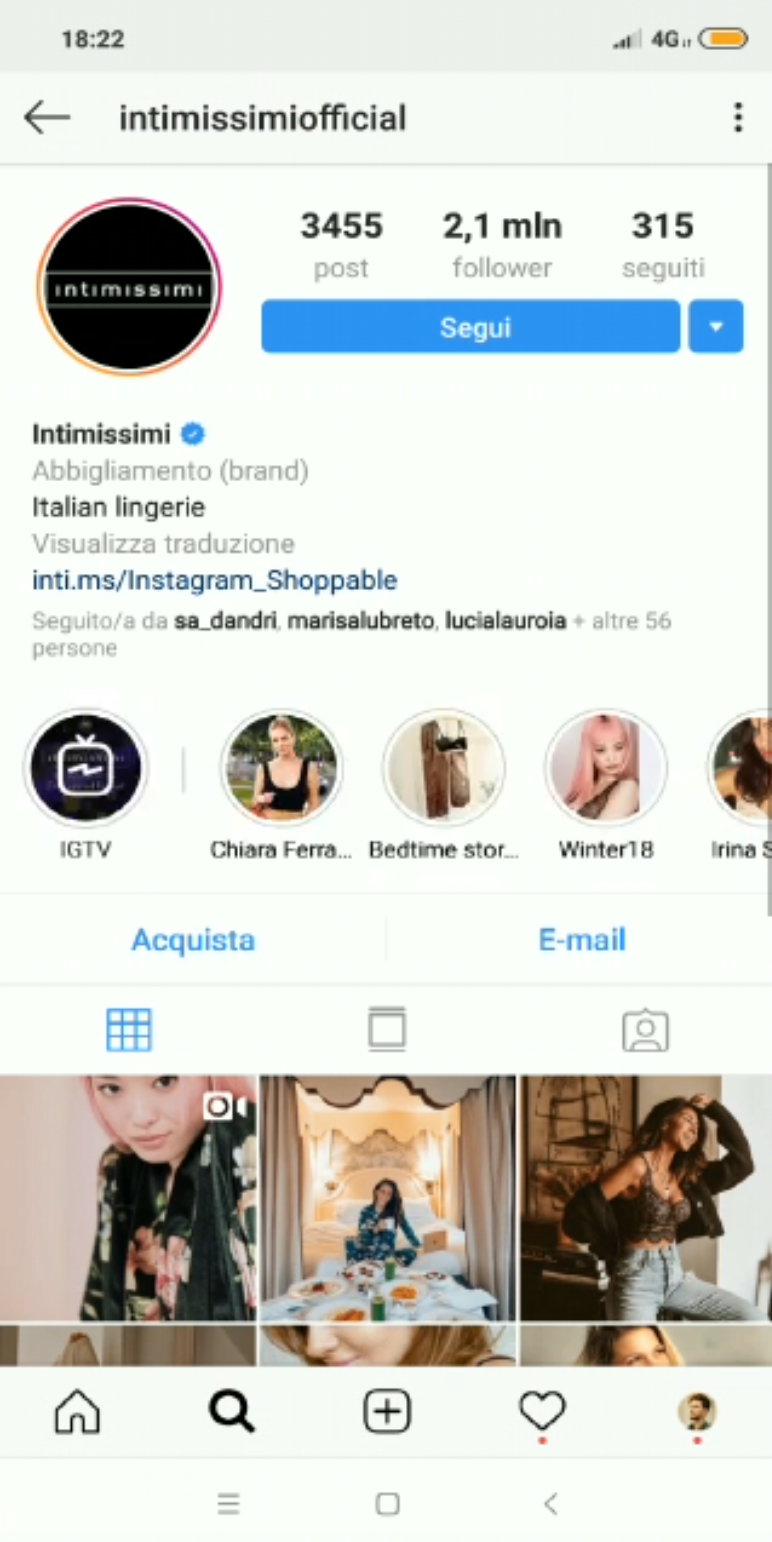 18:22 4G
intimissimiofficial
3455 2,1 mln 315
post follower seguiti
intimissimi
Segui
Intimissimi
Abbigliamento (brand)
Italian lingerie
Visualizza traduzione
inti.ms/Instagram_Shoppable
Seguito/a da sa_dandri, marisalubreto, lucialauroia + altre 56
persone
IGTV Chiara Ferra... Bedtime stor... Winter18 Irina S
Acquista E-mail